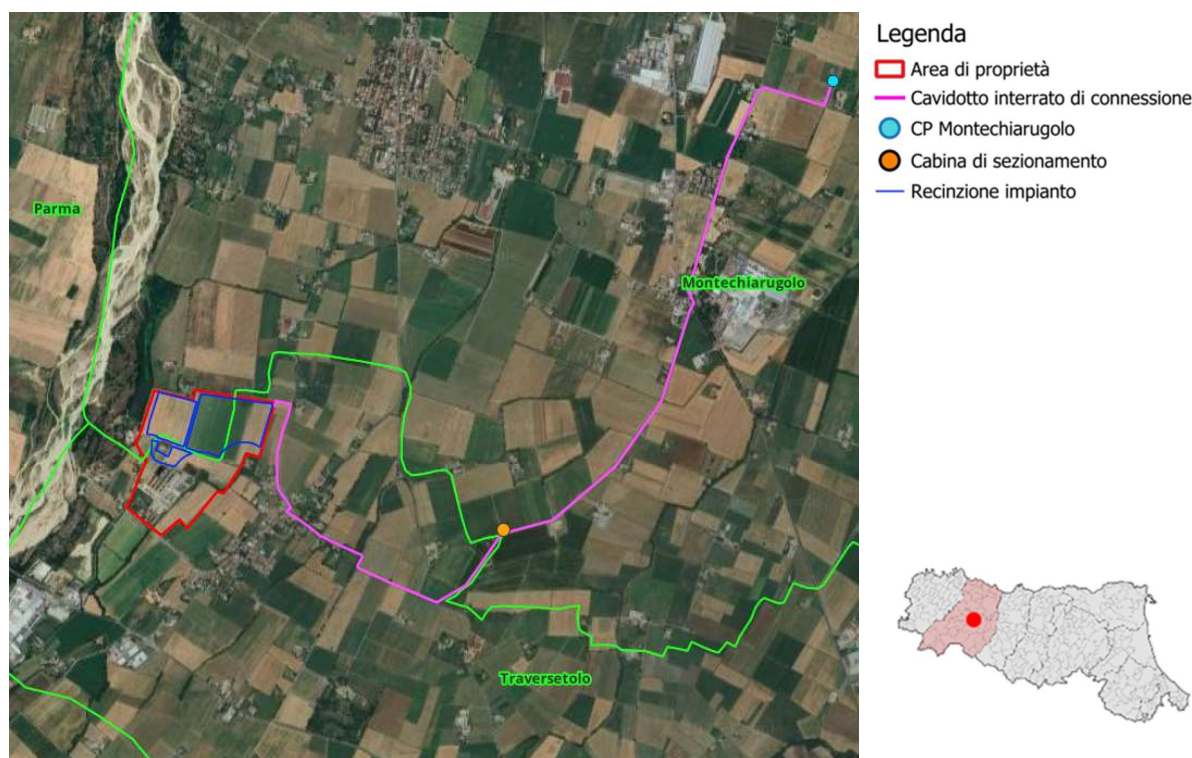 Legenda
Area di proprietà
Cavidotto interrato di connessione
CP Montechiarugolo
Cabina di sezionamento
Recinzione impianto
Parma
Montechiarugolo
Traversetolo